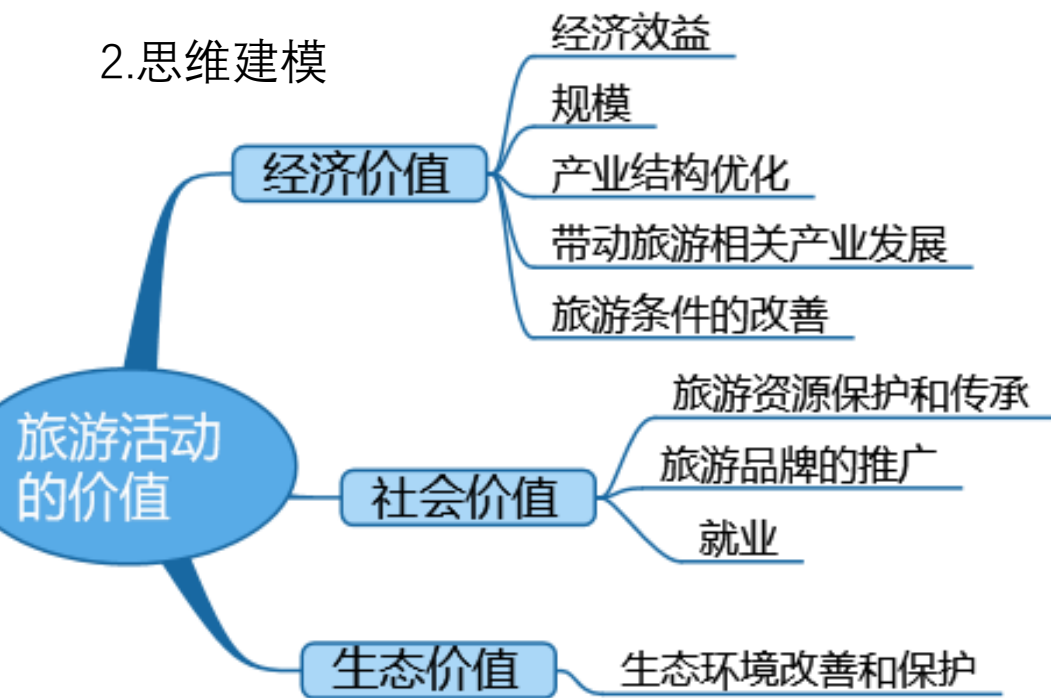 2.思维建模
旅游活动
的价值
经济价值
经济效益
规模
产业结构优化
带动旅游相关产业发展
旅游条件的改善
社会价值
旅游资源保护和传承
旅游品牌的推广
就业
生态价值
生态环境改善和保护